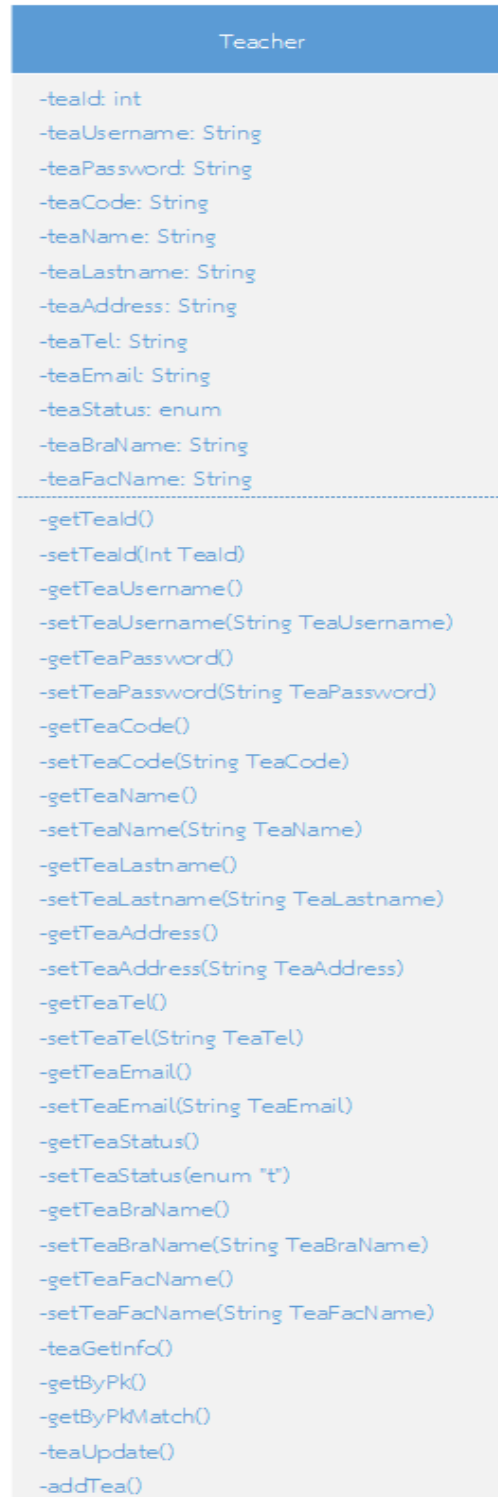 Teacher
-teaId: int
-teaUsername: String
-teaPassword: String
-teaCode: String
-teaName: String
-teaLastname: String
-teaAddress: String
-teaTel: String
-teaEmail: String
-teaStatus: enum
-teaBraName: String
-teaFacName: String
-getTeaId()
-setTeaId(Int TeaId)
-getTeaUsername()
-setTeaUsername(String TeaUsername)
-getTeaPassword()
-setTeaPassword(String TeaPassword)
-getTeaCode()
-setTeaCode(String TeaCode)
-getTeaName()
-setTeaName(String TeaName)
-getTeaLastname()
-setTeaLastname(String TeaLastname)
-getTeaAddress()
-setTeaAddress(String TeaAddress)
-getTeaTel()
-setTeaTel(String TeaTel)
-getTeaEmail()
-setTeaEmail(String TeaEmail)
-getTeaStatus()
-setTeaStatus(enum "t")
-getTeaBraName()
-setTeaBraName(String TeaBraName)
-getTeaFacName()
-setTeaFacName(String TeaFacName)
-teaGetInfo()
-getByPk()
-getByPkMatch()
-teaUpdate()
-addTea()